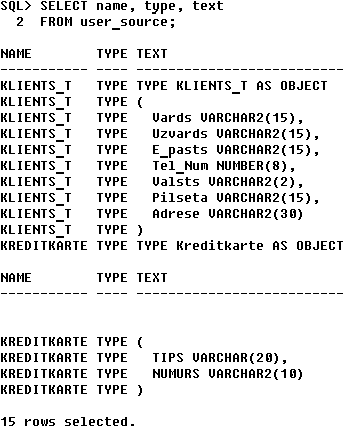 SQL> SELECT name, type, text
  2  FROM user_source;

NAME         TYPE TEXT
------------ ---- ---------------------------
KLIENTS_T    TYPE TYPE KLIENTS_T AS OBJECT
KLIENTS_T    TYPE (
KLIENTS_T    TYPE   Vards VARCHAR2(15),
KLIENTS_T    TYPE   Uzvards VARCHAR2(15),
KLIENTS_T    TYPE   E_pasts VARCHAR2(15),
KLIENTS_T    TYPE   Tel_Num NUMBER(8),
KLIENTS_T    TYPE   Valsts VARCHAR2(2),
KLIENTS_T    TYPE   Pilseta VARCHAR2(15),
KLIENTS_T    TYPE   Adrese VARCHAR2(30)
KLIENTS_T    TYPE )
KREDITKARTE TYPE TYPE Kreditkarte AS OBJECT

NAME         TYPE TEXT
------------ ---- ---------------------------

KREDITKARTE TYPE (
KREDITKARTE TYPE   TIPS VARCHAR(20),
KREDITKARTE TYPE   NUMURS VARCHAR2(10)
KREDITKARTE TYPE )

15 rows selected.